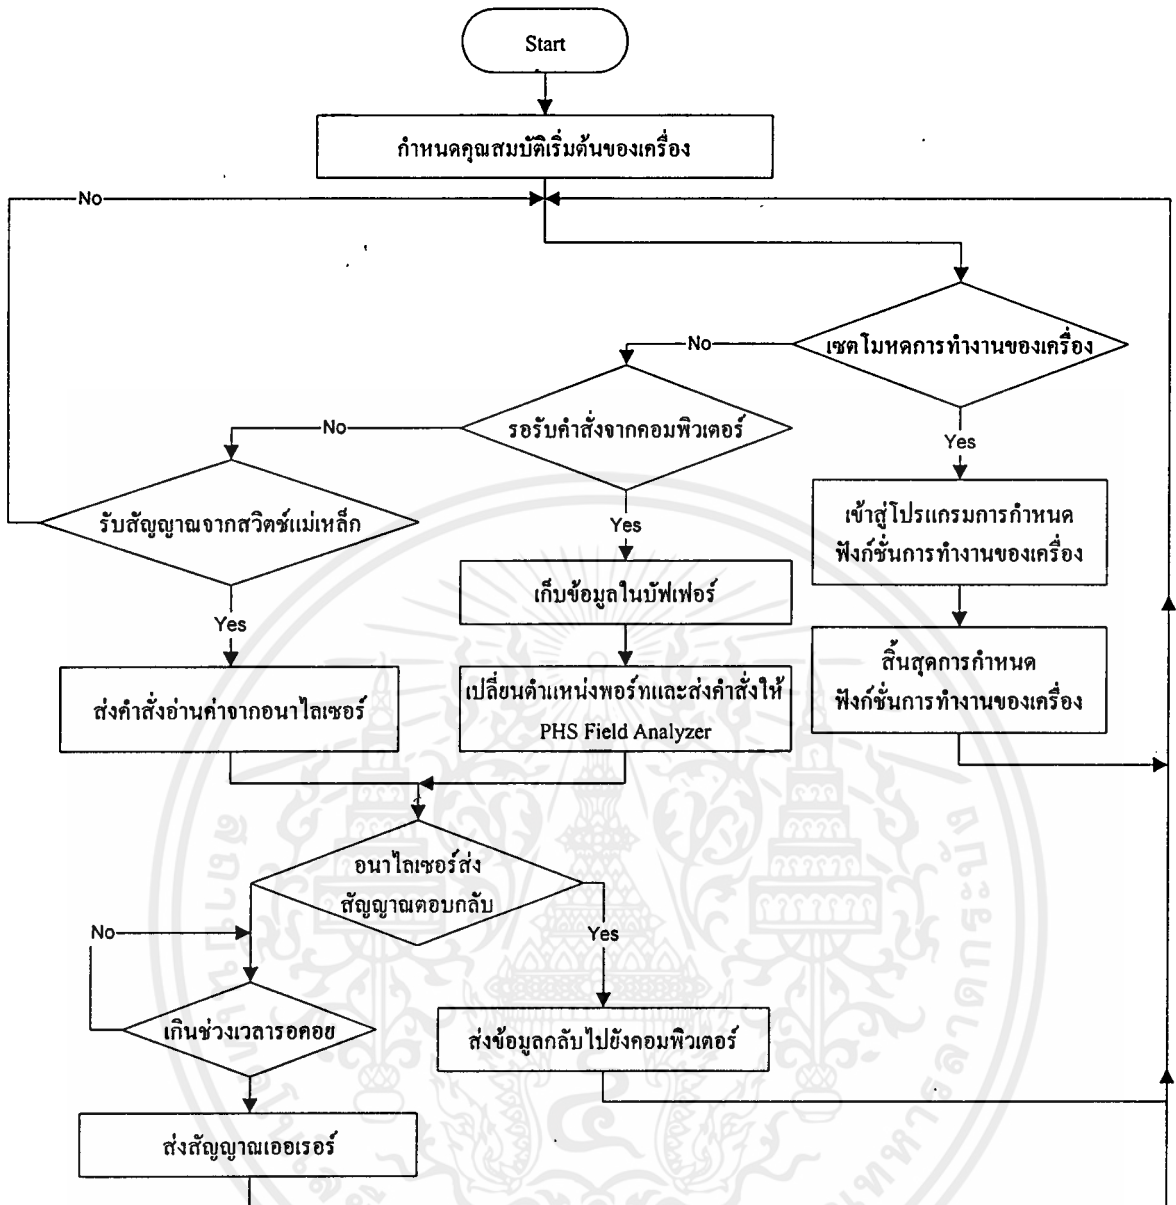 Start
กำหนดคุณสมบัติเริ่มต้นของเครื่อง
No
เซตโมหดการทำงานของเครื่อง
No
รอรับคำสั่งจากคอมพิวเตอร์
No
Yes
รับสัญญาณจากสวิตช์แม่เหล็ก
Yes
เข้าสู่โปรแกรมการกำหนด
ฟังก์ชั่นการทำงานของเครื่อง
เก็บข้อมูลในบัฟเฟอร์
Yes
สิ้นสุดการกำหนด
ฟังก์ชั่นการทำงานของเครื่อง
ส่งคำสั่งอ่านค่าจากอนาไลเซอร์
เปลี่ยนตำแหน่งพอร์ทและส่งคำสั่งให้
PHS Field Analyzer
อนาไลเซอร์ส่ง
สัญญาณตอบกลับ
No
Yes
เกินช่วงเวลารอคอย
ส่งข้อมูลกลับไปยังคอมพิวเตอร์
ส่งสัญญาณเออเรอร์